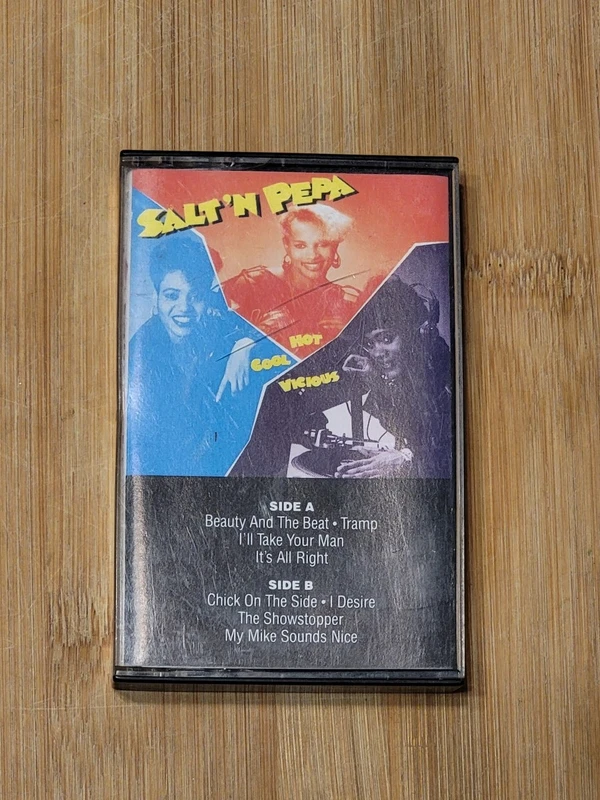 SALT 'N PEPA
HOT
COOL
VICIOUS
SIDE A
Beauty And The Beat • Tramp
I'll Take Your Man
It's All Right
SIDE B
Chick On The Side • I Desire
The Showstopper
My Mike Sounds Nice